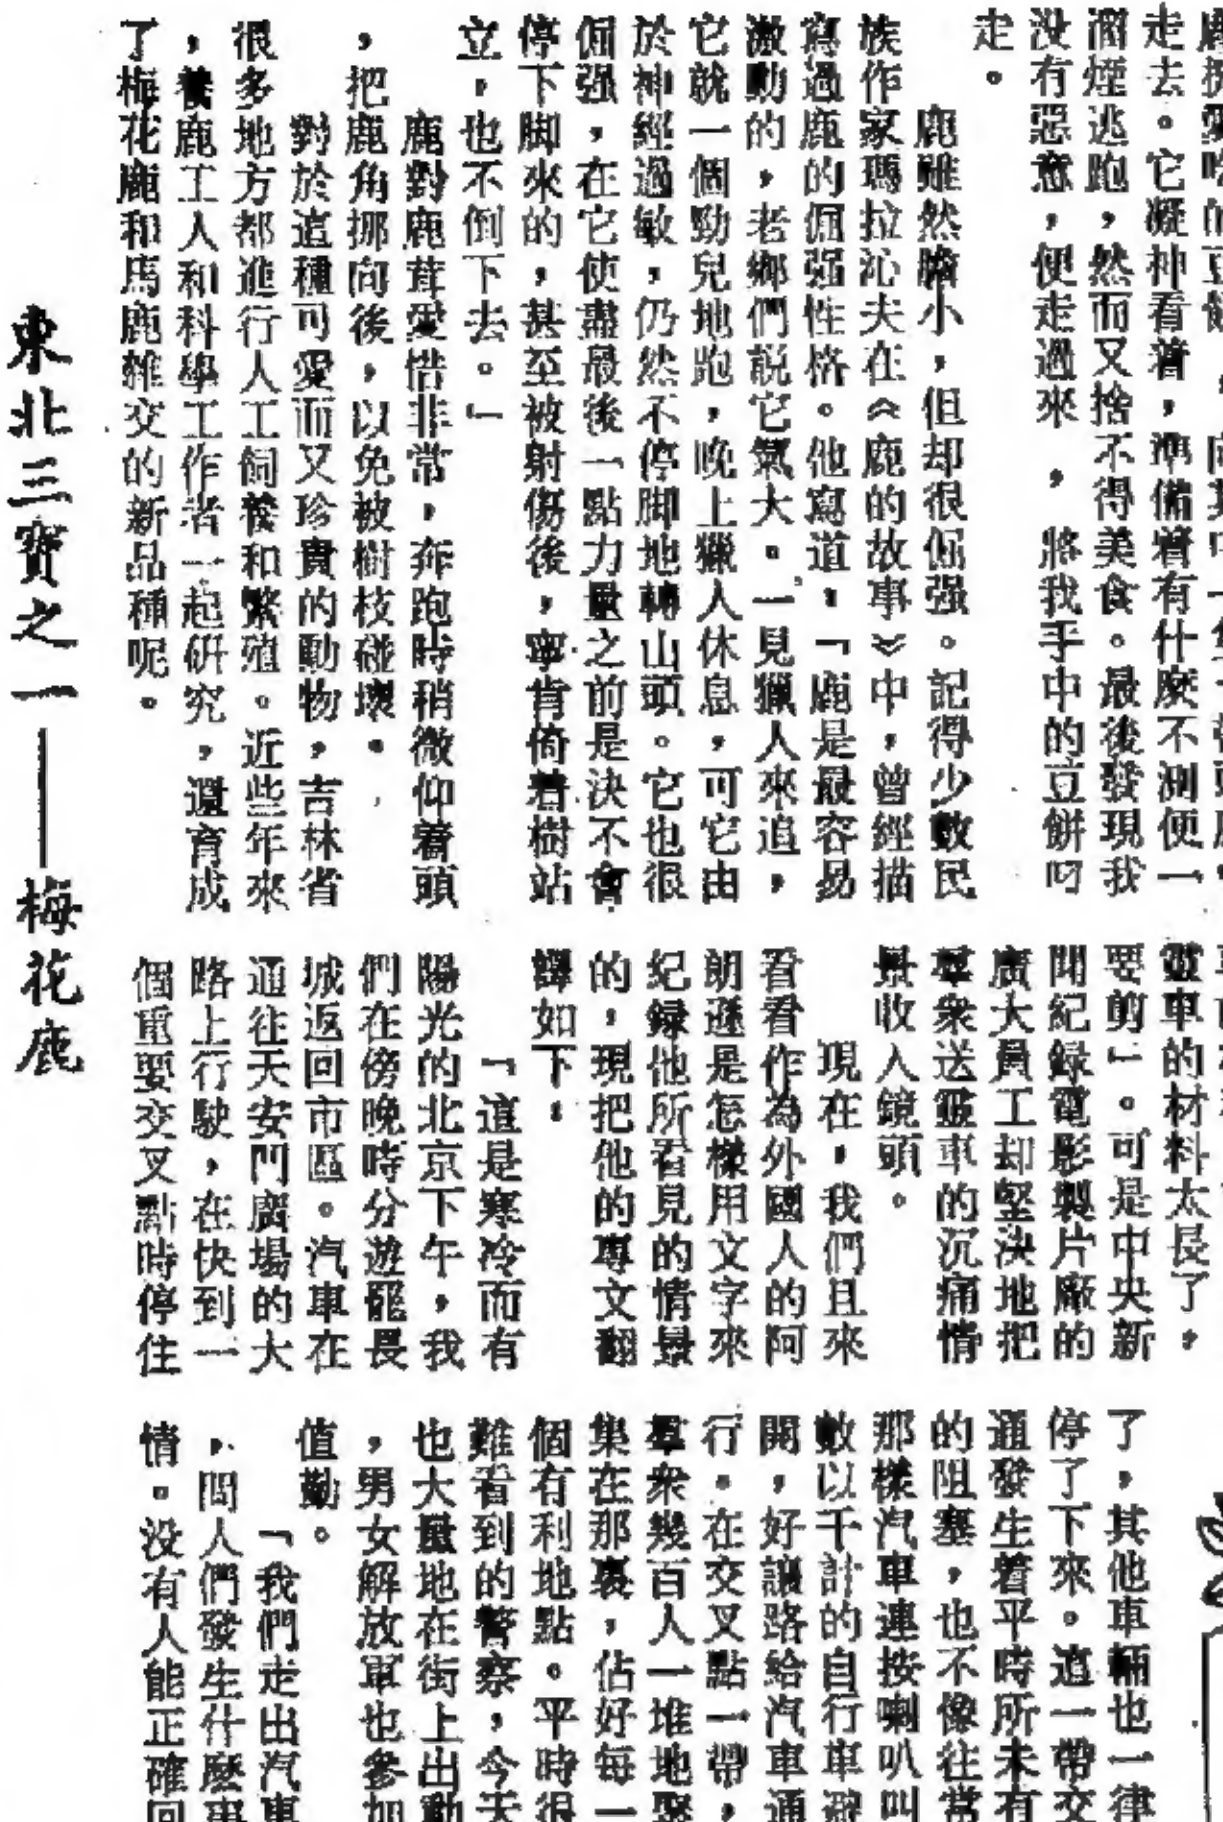 走去。它凝神看着，準備着有什麽不測便一
溜煙逃跑，然而又捨不得美食。最後發現我
没有惡意，便走過來，將我手中的豆餅叼
走。
鹿雖然膽小，但却很倔强。記得少數民
族作家瑪拉沁夫在《鹿的故事》中，曾經描
寫過鹿的倔强性格。他寫道：「鹿是最容易
激動的，老鄉們説它氣大。一見獵人來追，
它就一個勁兒地跑，晚上獵人休息，可它由
於神經過敏，仍然不停脚地轉山頭。它也很
倔强，在它使盡最後一點力量之前是決不會
停下脚來的，甚至被射傷後，寧肯倚着樹站
立，也不倒下去。」
鹿對鹿茸愛惜非常，奔跑時稍微仰着頭
，把鹿角挪向後，以免被樹枝碰壞。
對於這種可愛而又珍貴的動物，吉林省
很多地方都進行人工飼養和繁殖。近些年來
，養鹿工人和科學工作者一起研究，還育成
了梅花鹿和馬鹿雜交的新品種呢。
東北三寶之一——梅花鹿
靈車的材料太長了，
要剪」。可是中央新
聞紀録電影製片廠的
廣大員工却堅決地把
羣衆送靈車的沉痛情
景收入鏡頭。
現在，我們且來
看看作為外國人的阿
朗遜是怎樣用文字來
紀録他所看見的情景
的，現把他的專文翻
譯如下：
「這是寒冷而有
陽光的北京下午，我
們在傍晚時分遊罷長
城返回市區。汽車在
通往天安門廣場的大
路上行駛，在快到一
個重要交叉點時停住
了，其他車輛也一律
停了下來。這一帶交
通發生着平時所未有
的阻塞，也不像往常
那樣汽車連按喇叭叫
數以千計的自行車避
開，好讓路給汽車通
行。在交叉點一帶，
羣衆幾百人一堆地聚
集在那裏，佔好每一
個有利地點。平時很
難看到的警察，今天
也大量地在街上出動
，男女解放軍也參加
值勤。
「我們走出汽車
，問人們發生什麽事
情。没有人能正確回